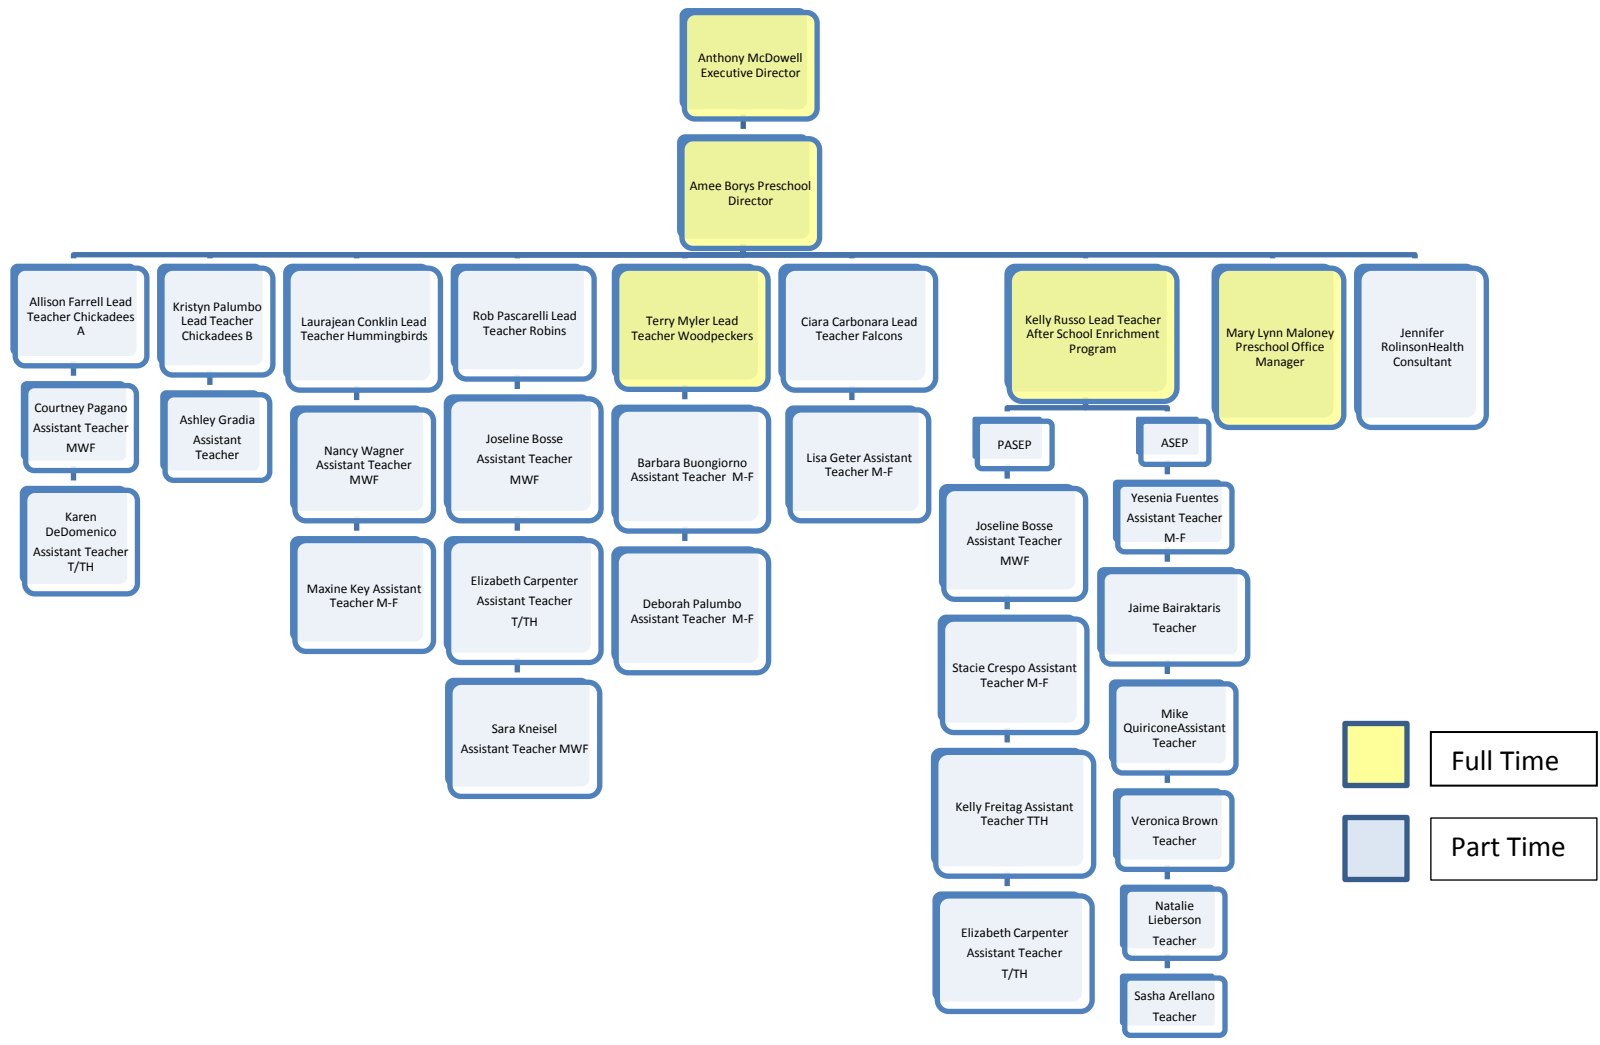 Anthony McDowell
Executive Director
Amee Borys Preschool
Director
Allison Farrell Lead
Teacher Chickadees
A
Courtney Pagano
Assistant Teacher
MWF
Karen
DeDomenico
Assistant Teacher
T/TH
Kristyn Palumbo
Lead Teacher
Chickadees B
Ashley Gradia
Assistant
Teacher
Laurajean Conklin Lead
Teacher Hummingbirds
Nancy Wagner
Assistant Teacher
MWF
Maxine Key Assistant
Teacher M-F
Rob Pascarelli Lead
Teacher Robins
Joseline Bosse
Assistant Teacher
MWF
Elizabeth Carpenter
Assistant Teacher
T/TH
Sara Kneisel
Assistant Teacher MWF
Terry Myler Lead
Teacher Woodpeckers
Barbara Buongiorno
Assistant Teacher M-F
Deborah Palumbo
Assistant Teacher M-F
Ciara Carbonara Lead
Teacher Falcons
Lisa Geter Assistant
Teacher M-F
Kelly Russo Lead Teacher
After School Enrichment
Program
PASEP
Joseline Bosse
Assistant Teacher
MWF
Stacie Crespo Assistant
Teacher M-F
Kelly Freitag Assistant
Teacher TTH
Elizabeth Carpenter
Assistant Teacher
T/TH
ASEP
Yesenia Fuentes
Assistant Teacher
M-F
Jaime Bairaktaris
Teacher
Mike
QuiriconeAssistant
Teacher
Veronica Brown
Teacher
Natalie
Lieberson
Teacher
Sasha Arellano
Teacher
Mary Lynn Maloney
Preschool Office
Manager
Jennifer
RolinsonHealth
Consultant
Full Time
Part Time